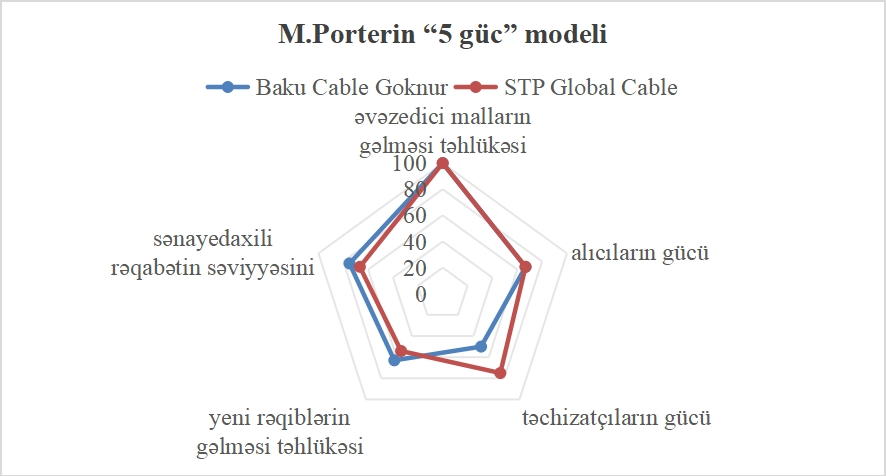 M.Porterin “5 güc” modeli
Baku Cable Goknur STP Global Cable
əvəzedici malların
gəlməsi təhlükəsi
100
80
60
40
20
0
alıcıların gücü
təchizatçıların gücü
yeni rəqiblərin
gəlməsi təhlükəsi
sənayedaxili
rəqabətin səviyyəsini